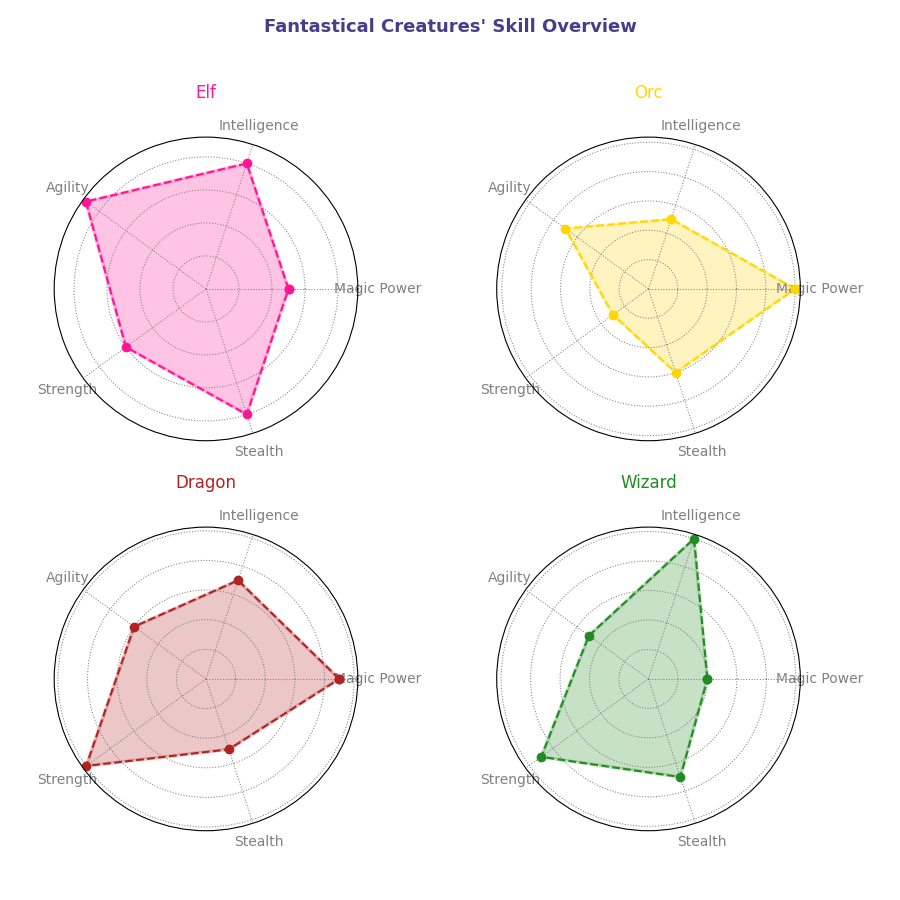 Fantastical Creatures' Skill Overview
Elf
Intelligence
Agility
Magic Power
Strength
Stealth
Orc
Intelligence
Agility
Magic Power
Strength
Stealth
Dragon
Intelligence
Agility
Magic Power
Strength
Stealth
Wizard
Intelligence
Agility
Magic Power
Strength
Stealth